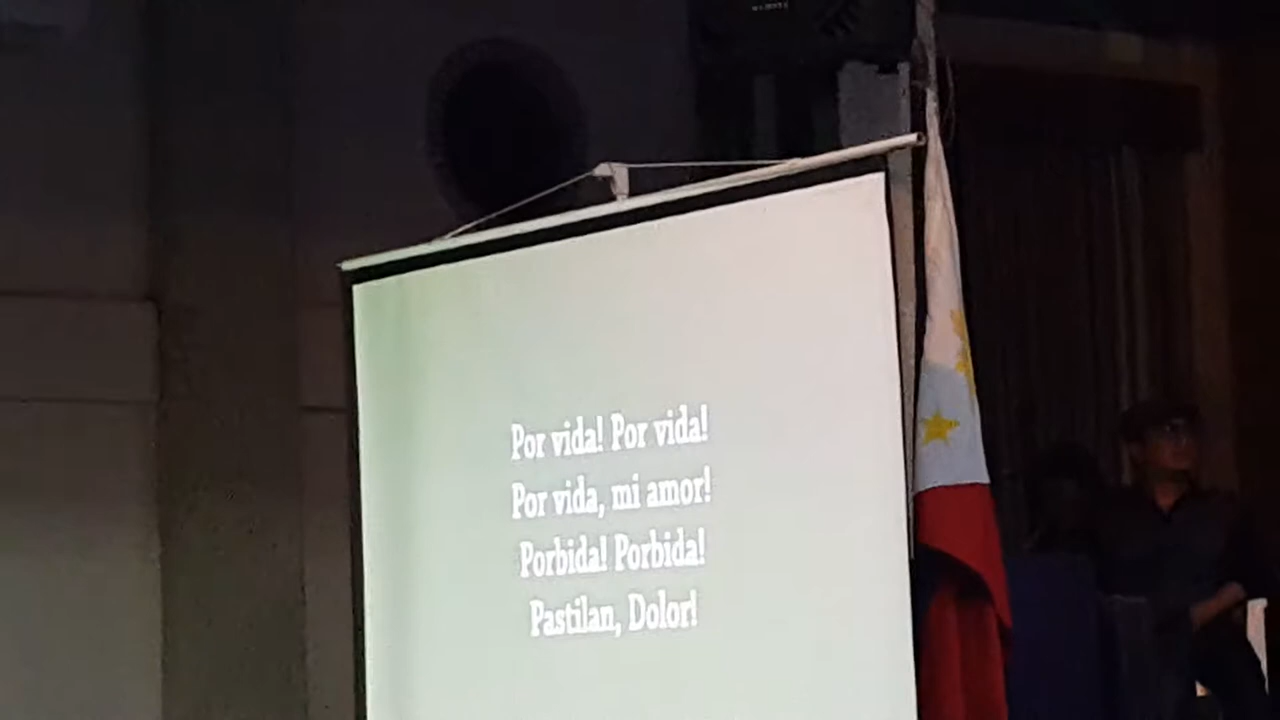 Por vida! Por vida!
Por vida, mi amor!
Porbida! Porbida!
Pastilan, Dolor!